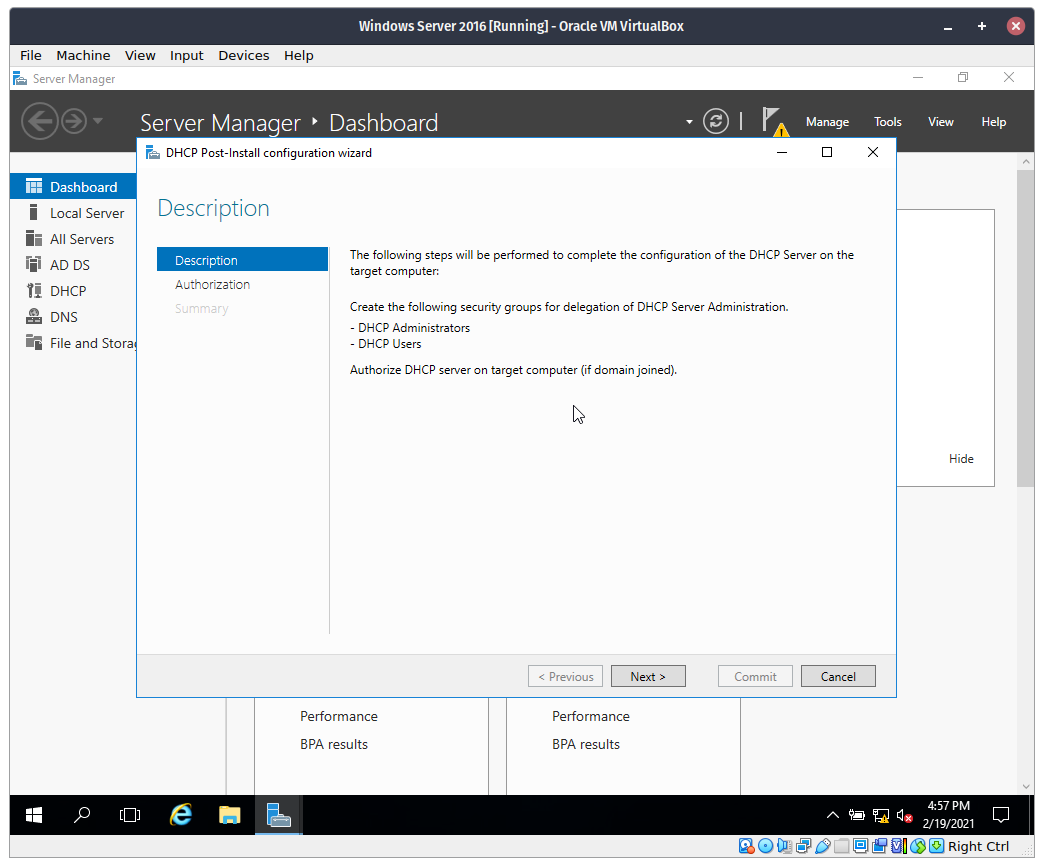 Windows Server 2016 [Running] - Oracle VM VirtualBox
File Machine View Input Devices Help
Server Manager
Server Manager Dashboard
Manage Tools View Help
DHCP Post-Install configuration wizard
Description
Dashboard
Local Server
All Servers
AD DS
DHCP
DNS
File and Storag
Description
Authorization
Summary
The following steps will be performed to complete the configuration of the DHCP Server on the
target computer:
Create the following security groups for delegation of DHCP Server Administration.
- DHCP Administrators
- DHCP Users
Authorize DHCP server on target computer (if domain joined).
Hide
< Previous Next > Commit Cancel
Performance
BPA results
Performance
BPA results
4:57 PM
2/19/2021
Right Ctrl